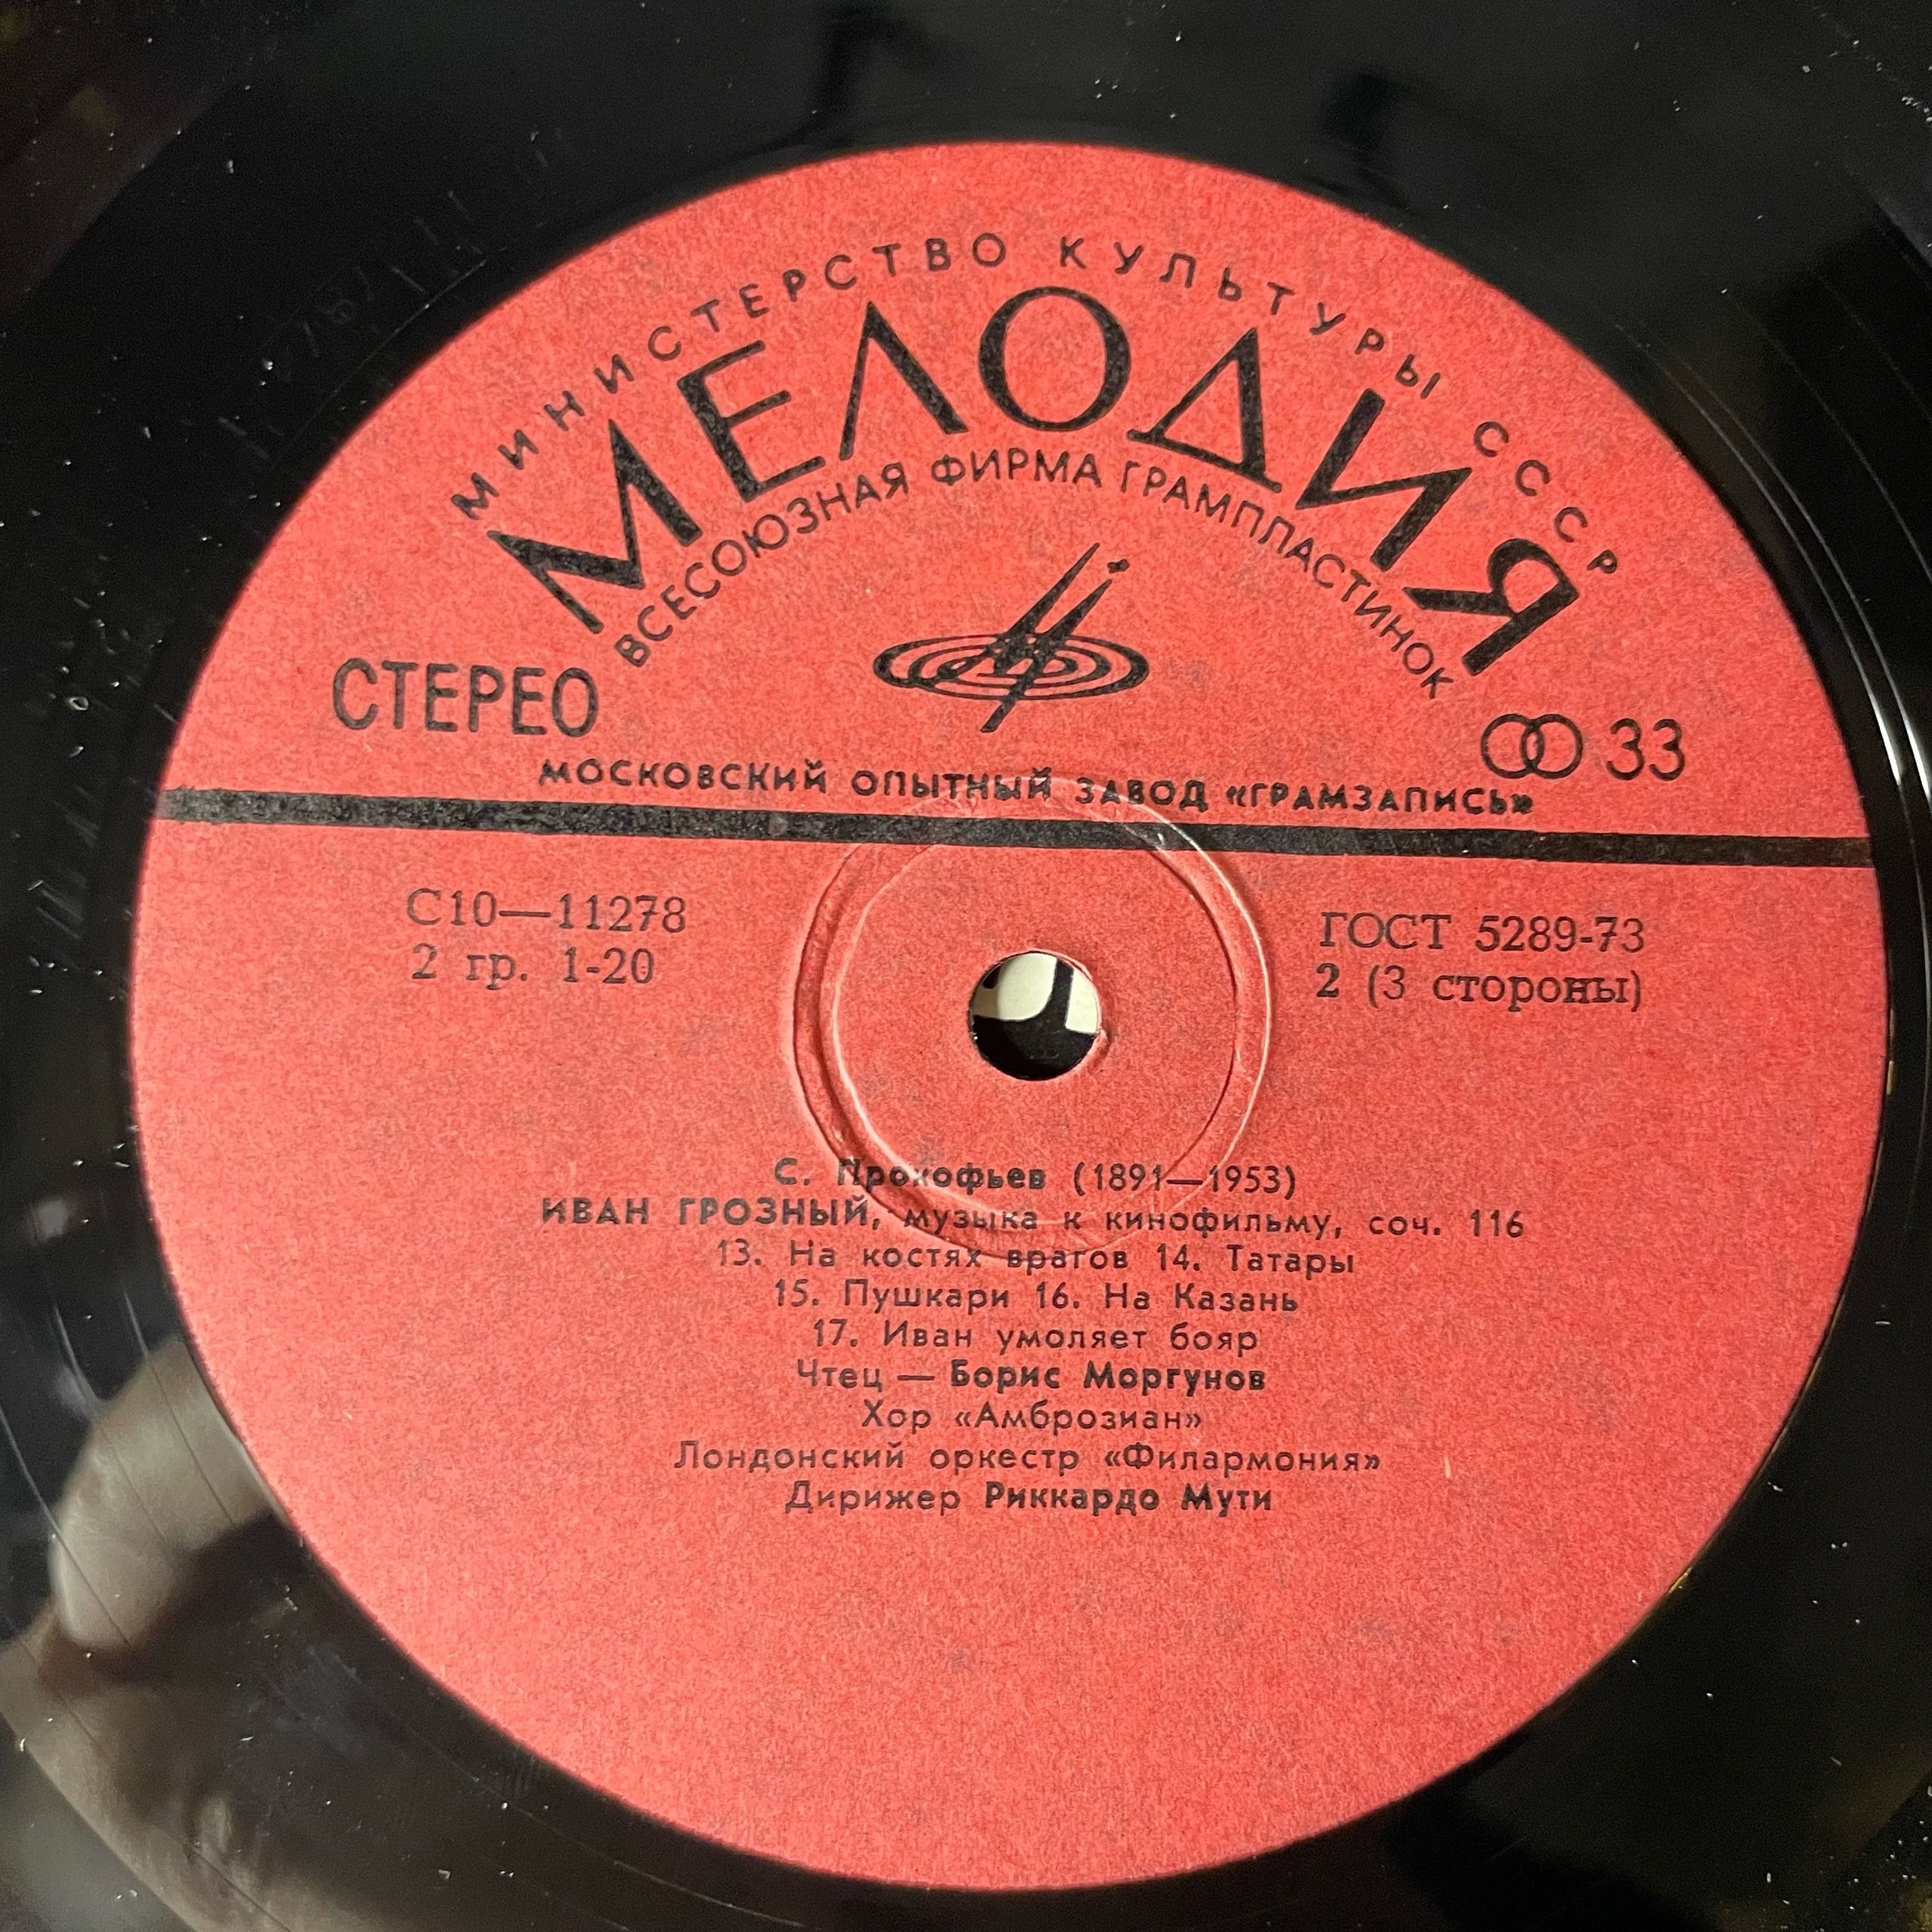 МИНИСТЕРСТВО КУЛЬТУРЫ СССР
МЕЛОДИЯ
ВСЕСОЮЗНАЯ ФИРМА ГРАМПЛАСТИНОК
СТЕРЕО
33
МОСКОВСКИЙ ОПЫТНЫЙ ЗАВОД «ГРАМЗАПИСЬ»
С10—11278
2 гр. 1-20
ГОСТ 5289-73
2 (3 стороны)
С. Прокофьев (1891—1953)
ИВАН ГРОЗНЫЙ, музыка к кинофильму, соч. 116
13. На костях врагов 14. Татары
15. Пушкари 16. На Казань
17. Иван умоляет бояр
Чтец — Борис Моргунов
Хор «Амброзиан»
Лондонский оркестр «Филармония»
Дирижер Риккардо Мути